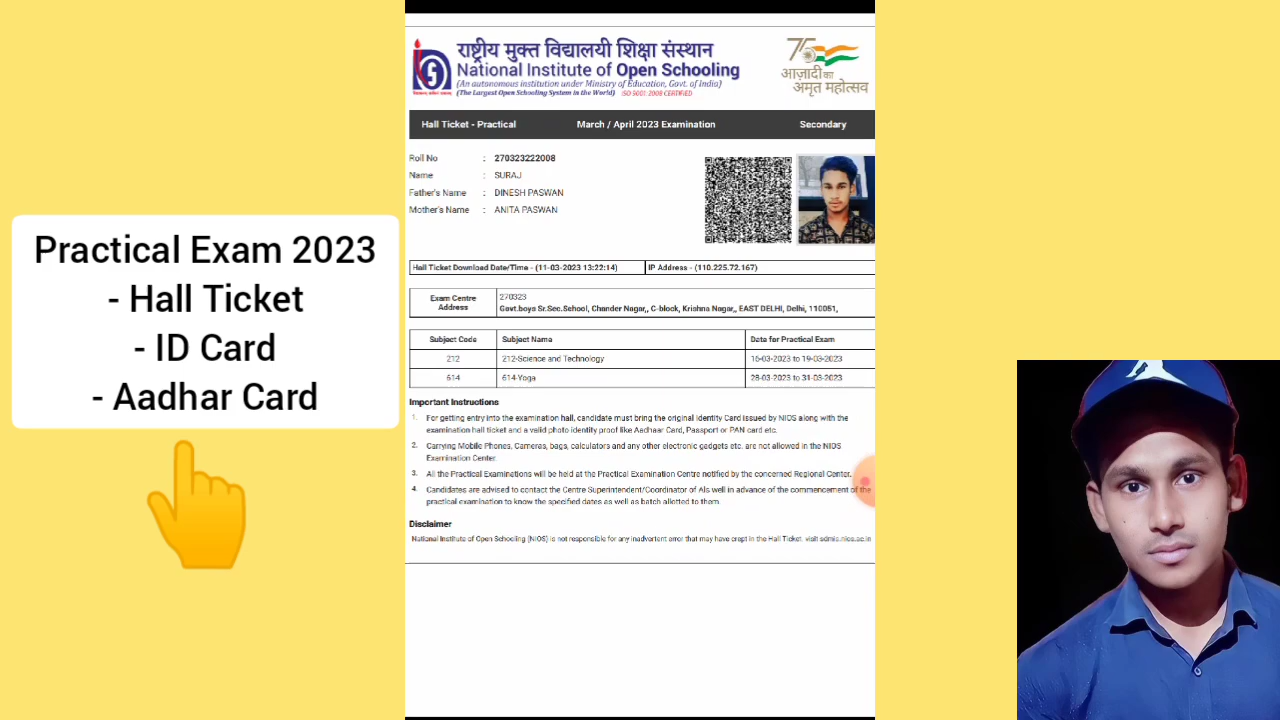 Practical Exam 2023
- Hall Ticket
- ID Card
- Aadhar Card
राष्ट्रीय मुक्त विद्यालयी शिक्षा संस्थान
National Institute of Open Schooling
(An autonomous institution under Ministry of Education, Govt. of India)
(The Largest Open Schooling System in the World) ISO 9001:2008 CERTIFIED
75
आज़ादी का
अमृत महोत्सव
Hall Ticket - Practical March / April 2023 Examination Secondary
Roll No : 270323222008
Name : SURAJ
Father's Name : DINESH PASWAN
Mother's Name : ANITA PASWAN
Hall Ticket Download Date/Time - (11-03-2023 13:22:14) IP Address - (110.225.72.167)
Exam Centre
Address
270323
Govt.boys Sr.Sec.School, Chander Nagar,, C-block, Krishna Nagar,, EAST DELHI, Delhi, 110051,
Subject Code Subject Name Date for Practical Exam
212 212-Science and Technology 16-03-2023 to 19-03-2023
614 614-Yoga 28-03-2023 to 31-03-2023
Important Instructions
1. For getting entry into the examination hall, candidate must bring the original Identity Card issued by NIOS along with the
examination hall ticket and a valid photo identity proof like Aadhaar Card, Passport or PAN card etc.
2. Carrying Mobile Phones, Cameras, bags, calculators and any other electronic gadgets etc. are not allowed in the NIOS
Examination Center.
3. All the Practical Examinations will be held at the Practical Examination Centre notified by the concerned Regional Center.
4. Candidates are advised to contact the Centre Superintendent/Coordinator of AIs well in advance of the commencement of the
practical examination to know the specified dates as well as batch allotted to them
Disclaimer
National Institute of Open Schooling (NIOS) is not responsible for any inadvertent error that may have crept in the Hall Ticket. visit sdmis.nios.ac.in